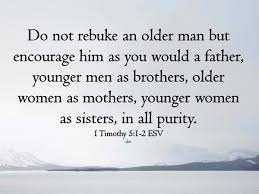 Do not rebuke an older man but
encourage him as you would a father,
younger men as brothers, older
women as mothers, younger women
as sisters, in all purity.
I Timothy 5:1-2 ESV